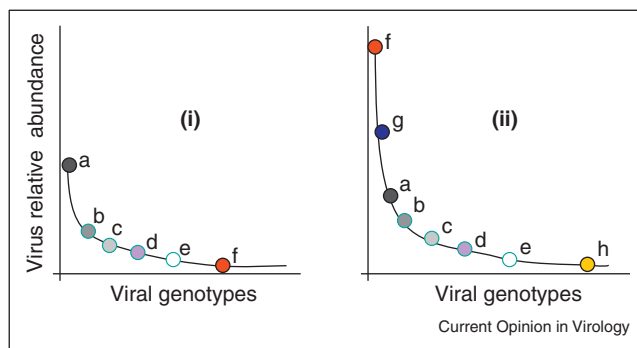 Virus relative abundance
(i)
a
b
c
d
e
f
Viral genotypes
(ii)
f
g
a
b
c
d
e
h
Viral genotypes
Current Opinion in Virology